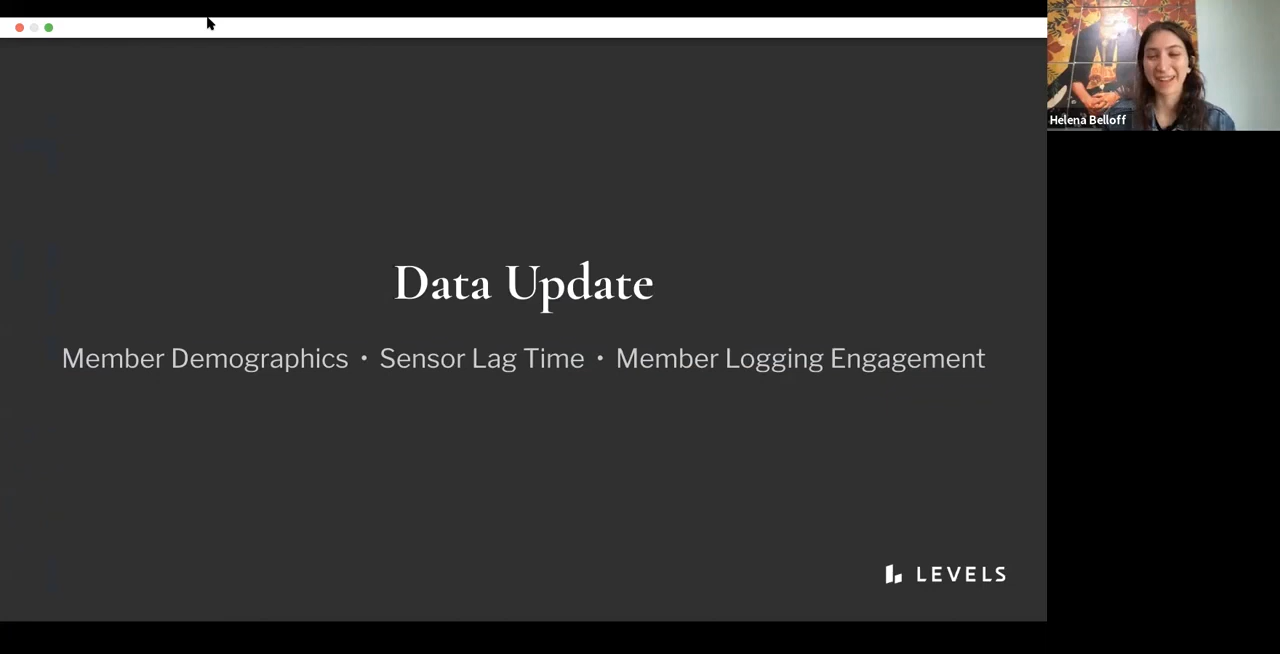 Data Update
Member Demographics • Sensor Lag Time • Member Logging Engagement
LEVELS
Helena Belloff